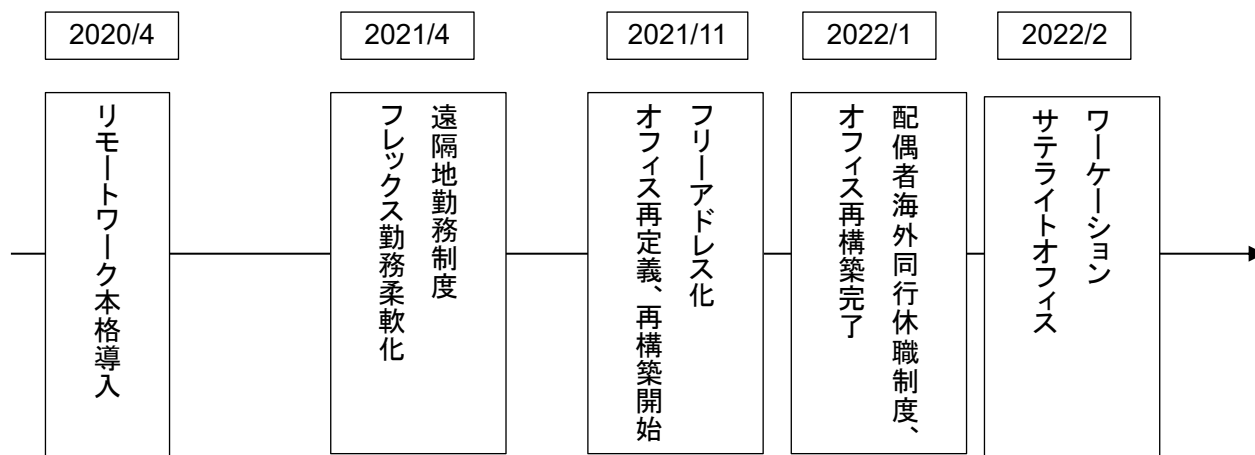 2020/4
2021/4
2021/11
2022/1
2022/2
リモートワーク本格導入
遠隔地勤務制度
フレックス勤務柔軟化
フリーアドレス化
オフィス再定義、再構築開始
配偶者海外同行休職制度、
オフィス再構築完了
ワーケーション
サテライトオフィス